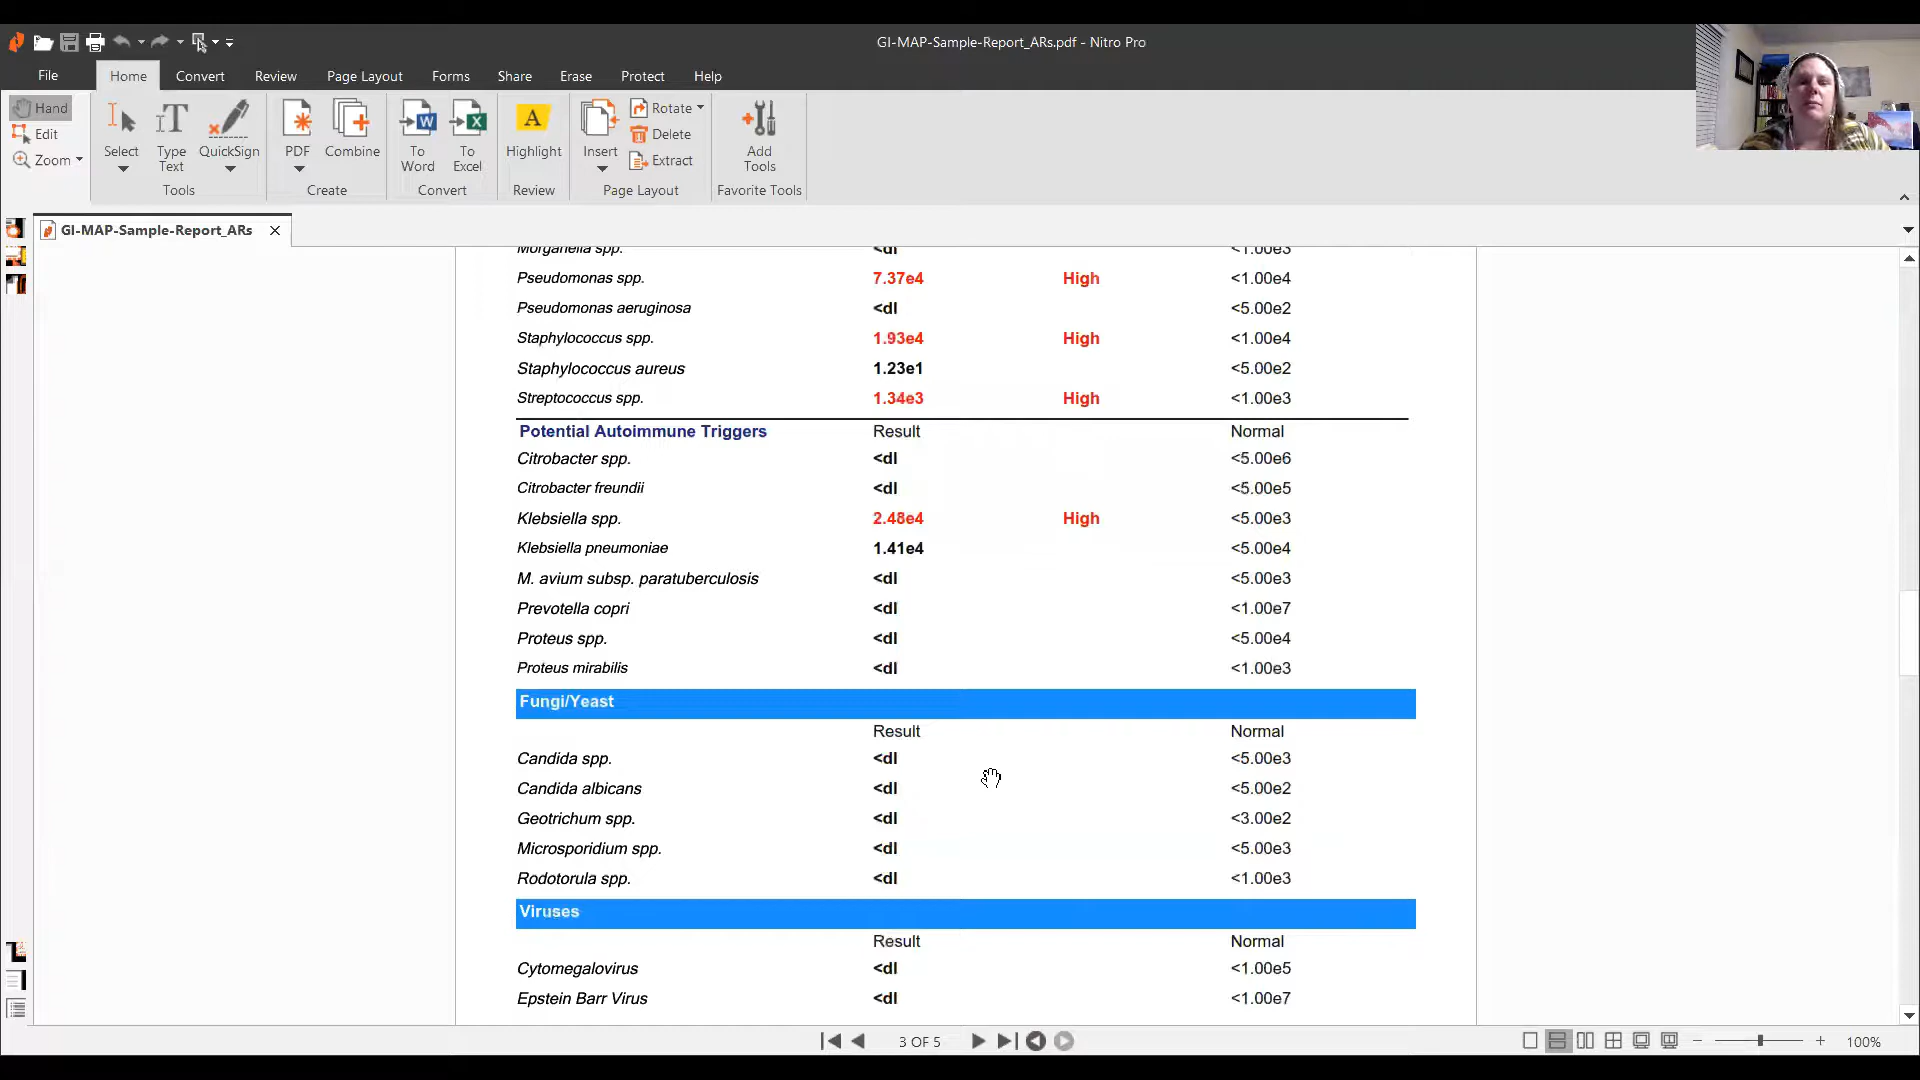 GI-MAP-Sample-Report_ARs.pdf - Nitro Pro
File Home Convert Review Page Layout Forms Share Erase Protect Help
Hand
Edit
Zoom
Select
Type Text
QuickSign
Tools
PDF
Combine
Create
To Word
To Excel
Convert
Highlight
Review
Insert
Rotate
Delete
Extract
Page Layout
Add Tools
Favorite Tools
GI-MAP-Sample-Report_ARs
Morganella spp. <dl <1.00e3
Pseudomonas spp. 7.37e4 High <1.00e4
Pseudomonas aeruginosa <dl <5.00e2
Staphylococcus spp. 1.93e4 High <1.00e4
Staphylococcus aureus 1.23e1 <5.00e2
Streptococcus spp. 1.34e3 High <1.00e3
Potential Autoimmune Triggers Result Normal
Citrobacter spp. <dl <5.00e6
Citrobacter freundii <dl <5.00e5
Klebsiella spp. 2.48e4 High <5.00e3
Klebsiella pneumoniae 1.41e4 <5.00e4
M. avium subsp. paratuberculosis <dl <5.00e3
Prevotella copri <dl <1.00e7
Proteus spp. <dl <5.00e4
Proteus mirabilis <dl <1.00e3
Fungi/Yeast
Result Normal
Candida spp. <dl <5.00e3
Candida albicans <dl <5.00e2
Geotrichum spp. <dl <3.00e2
Microsporidium spp. <dl <5.00e3
Rodotorula spp. <dl <1.00e3
Viruses
Result Normal
Cytomegalovirus <dl <1.00e5
Epstein Barr Virus <dl <1.00e7
3 OF 5
100%